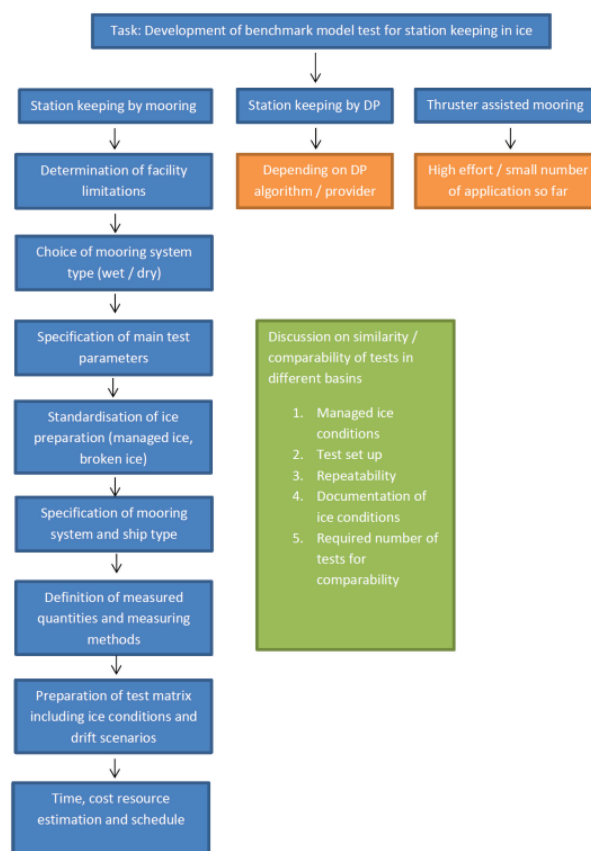 Task: Development of benchmark model test for station keeping in ice
Station keeping by mooring
Station keeping by DP
Thruster assisted mooring
Determination of facility
limitations
Depending on DP
algorithm / provider
High effort / small number
of application so far
Choice of mooring system
type (wet / dry)
Specification of main test
parameters
Standardisation of ice
preparation (managed ice,
broken ice)
Specification of mooring
system and ship type
Definition of measured
quantities and measuring
methods
Preparation of test matrix
including ice conditions and
drift scenarios
Time, cost resource
estimation and schedule
Discussion on similarity /
comparability of tests in
different basins
1. Managed ice
conditions
2. Test set up
3. Repeatability
4. Documentation of
ice conditions
5. Required number of
tests for
comparability